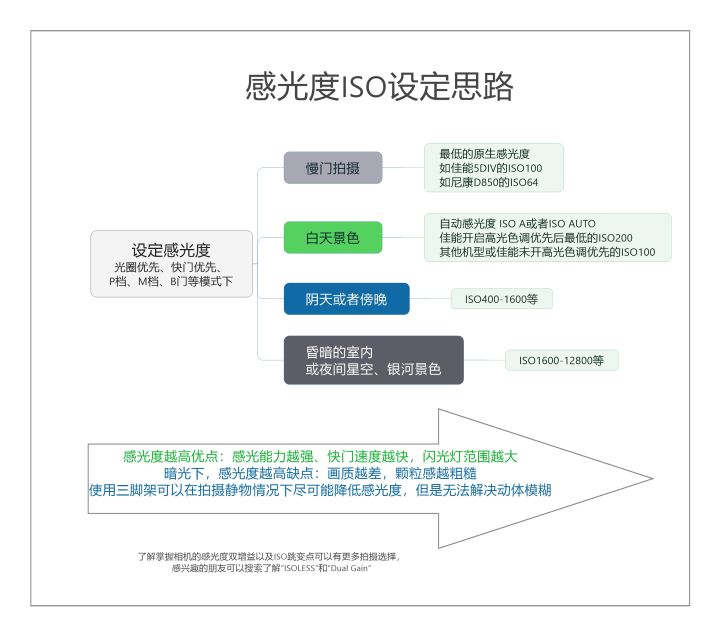 感光度ISO设定思路
设定感光度
光圈优先、快门优先、
P档、M档、B门等模式下
慢门拍摄
最低的原生感光度
如佳能5DIV的ISO100
如尼康D850的ISO64
白天景色
自动感光度 ISO A或者ISO AUTO
佳能开启高光色调优先后最低的ISO200
其他机型或佳能未开高光色调优先的ISO100
阴天或者傍晚
ISO400-1600等
昏暗的室内
或夜间星空、银河景色
ISO1600-12800等
感光度越高优点：感光能力越强、快门速度越快，闪光灯范围越大
暗光下，感光度越高缺点：画质越差，颗粒感越粗糙
使用三脚架可以在拍摄静物情况下尽可能降低感光度，但是无法解决动体模糊
了解掌握相机的感光度双增益以及ISO跳变点可以有更多拍摄选择，
感兴趣的朋友可以搜索了解“ISOLESS”和“Dual Gain”